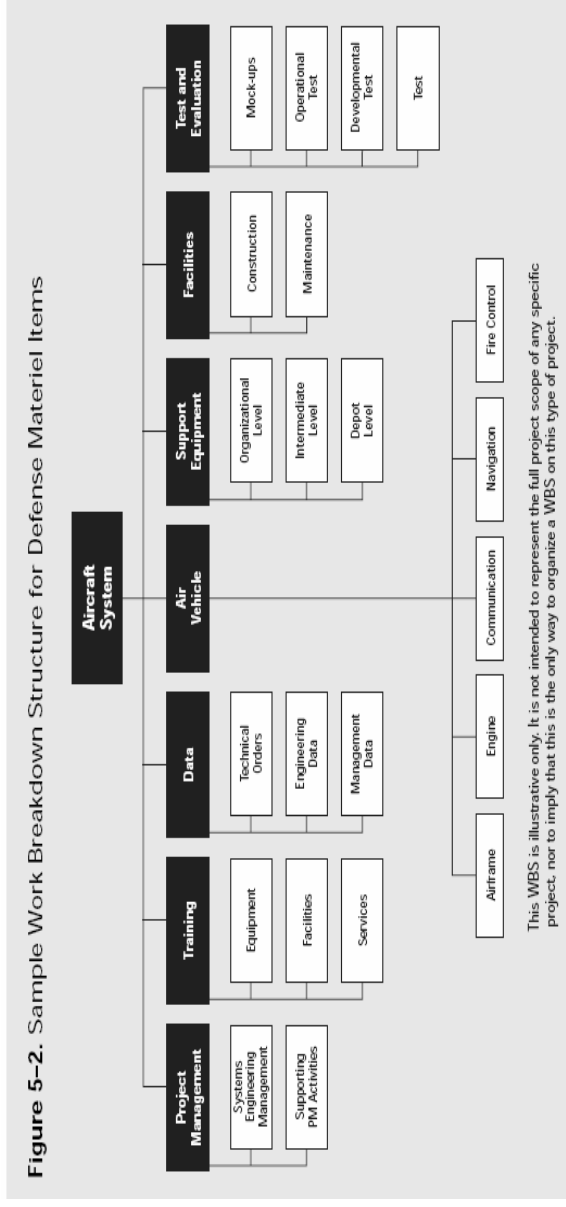 Figure 5–2. Sample Work Breakdown Structure for Defense Materiel Items
Aircraft
System
Project
Management
Training
Data
Air
Vehicle
Support
Equipment
Facilities
Test and
Evaluation
Systems
Engineering
Management
Supporting
PM Activities
Equipment
Facilities
Services
Technical
Orders
Engineering
Data
Management
Data
Organizational
Level
Intermediate
Level
Depot
Level
Construction
Maintenance
Mock-ups
Operational
Test
Developmental
Test
Test
Airframe
Engine
Communication
Navigation
Fire Control
This WBS is illustrative only. It is not intended to represent the full project scope of any specific
project, nor to imply that this is the only way to organize a WBS on this type of project.